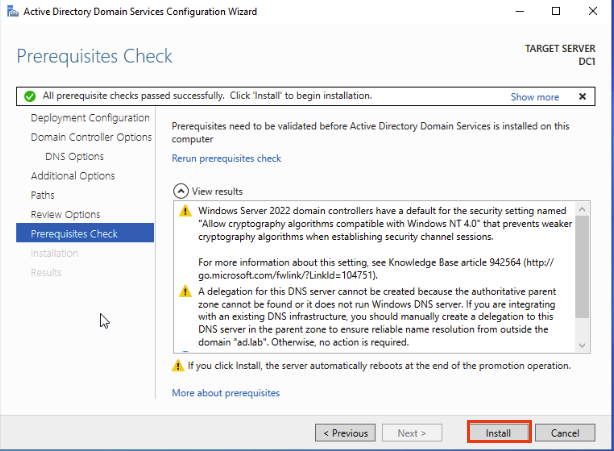 Active Directory Domain Services Configuration Wizard
Prerequisites Check
TARGET SERVER
DC1
All prerequisite checks passed successfully. Click 'Install' to begin installation.
Show more
Deployment Configuration
Domain Controller Options
DNS Options
Additional Options
Paths
Review Options
Prerequisites Check
Installation
Results
Prerequisites need to be validated before Active Directory Domain Services is installed on this
computer
Rerun prerequisites check
View results
Windows Server 2022 domain controllers have a default for the security setting named
"Allow cryptography algorithms compatible with Windows NT 4.0" that prevents weaker
cryptography algorithms when establishing security channel sessions.
For more information about this setting, see Knowledge Base article 942564 (http://
go.microsoft.com/fwlink/?LinkId=104751).
A delegation for this DNS server cannot be created because the authoritative parent
zone cannot be found or it does not run Windows DNS server. If you are integrating
with an existing DNS infrastructure, you should manually create a delegation to this
DNS server in the parent zone to ensure reliable name resolution from outside the
domain "ad.lab". Otherwise, no action is required.
If you click Install, the server automatically reboots at the end of the promotion operation.
More about prerequisites
< Previous
Next >
Install
Cancel